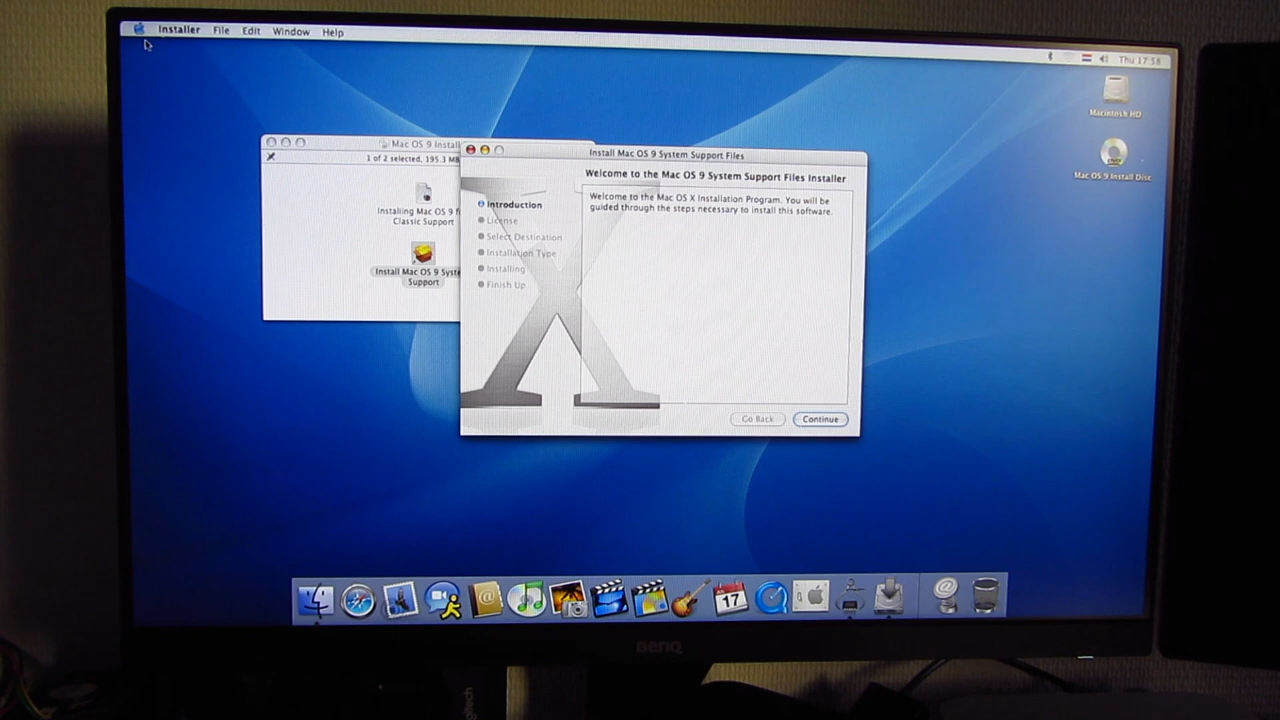 Installer File Edit Window Help
Thu 17:58
Macintosh HD
Mac OS 9 Install Disc
Mac OS 9 Install
1 of 2 selected, 195.3 MB
Installing Mac OS 9 f
Classic Support
Install Mac OS 9 Syste
Support
Install Mac OS 9 System Support Files
Welcome to the Mac OS 9 System Support Files Installer
Introduction
License
Select Destination
Installation Type
Installing
Finish Up
Welcome to the Mac OS X Installation Program. You will
be guided through the steps necessary to install this software.
Go Back Continue
17
BenQ